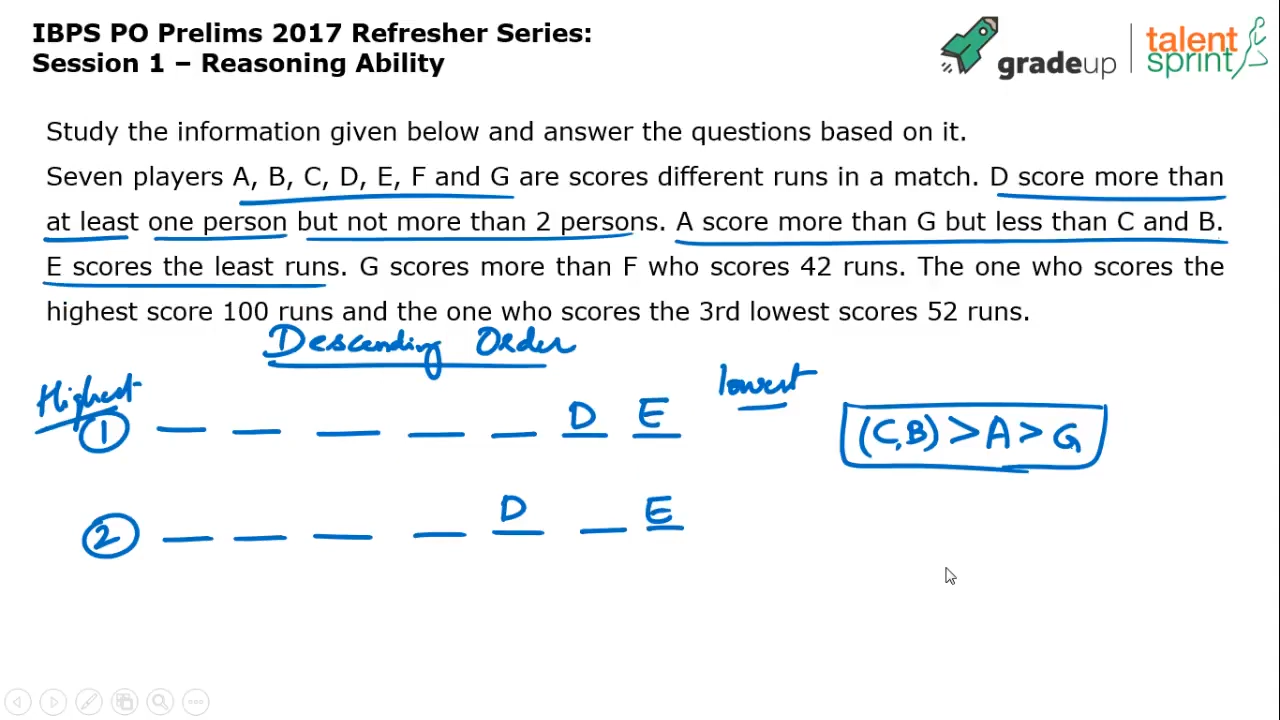 IBPS PO Prelims 2017 Refresher Series:
Session 1 – Reasoning Ability
gradeup
talent
sprint
Study the information given below and answer the questions based on it.
Seven players A, B, C, D, E, F and G are scores different runs in a match. D score more than
at least one person but not more than 2 persons. A score more than G but less than C and B.
E scores the least runs. G scores more than F who scores 42 runs. The one who scores the
highest score 100 runs and the one who scores the 3rd lowest scores 52 runs.
Descending Order
Highest lowest
1 _ _ _ _ _ D E
(C,B) > A > G
2 _ _ _ _ D _ E